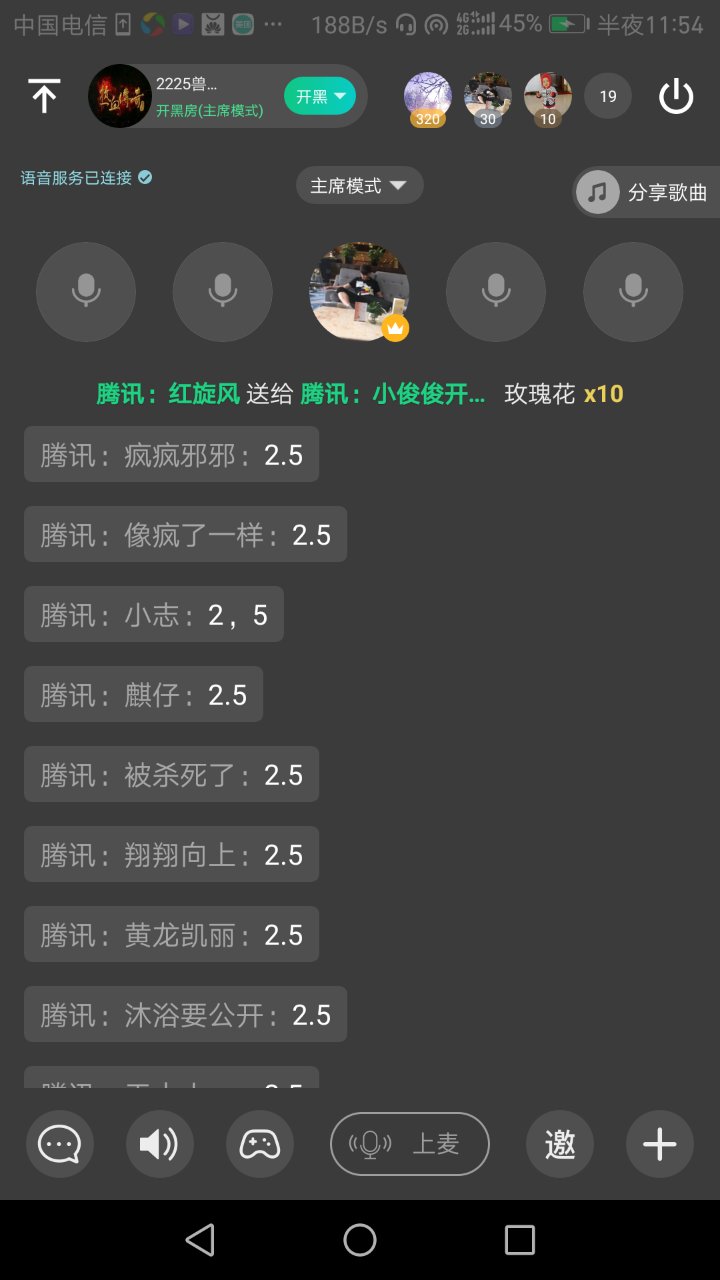 中国电信 ··· 188B/s 4G 2G 45% 半夜11:54
2225兽...
开黑房(主席模式)
开黑
320
30
10
19
语音服务已连接
主席模式
分享歌曲
腾讯：红旋风 送给 腾讯：小俊俊开... 玫瑰花 x10
腾讯：疯疯邪邪：2.5
腾讯：像疯了一样：2.5
腾讯：小志：2，5
腾讯：麒仔：2.5
腾讯：被杀死了：2.5
腾讯：翔翔向上：2.5
腾讯：黄龙凯丽：2.5
腾讯：沐浴要公开：2.5
上麦
邀